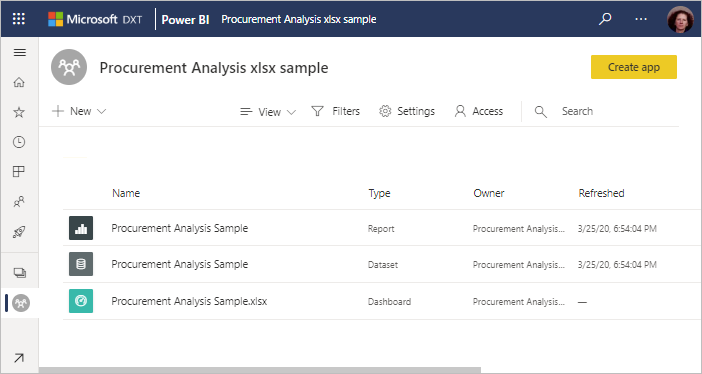 Microsoft DXT Power BI Procurement Analysis xlsx sample
Procurement Analysis xlsx sample Create app
New View Filters Settings Access Search
Name Type Owner Refreshed
Procurement Analysis Sample Report Procurement Analysis... 3/25/20, 6:54:04 PM
Procurement Analysis Sample Dataset Procurement Analysis... 3/25/20, 6:54:04 PM
Procurement Analysis Sample.xlsx Dashboard Procurement Analysis... —